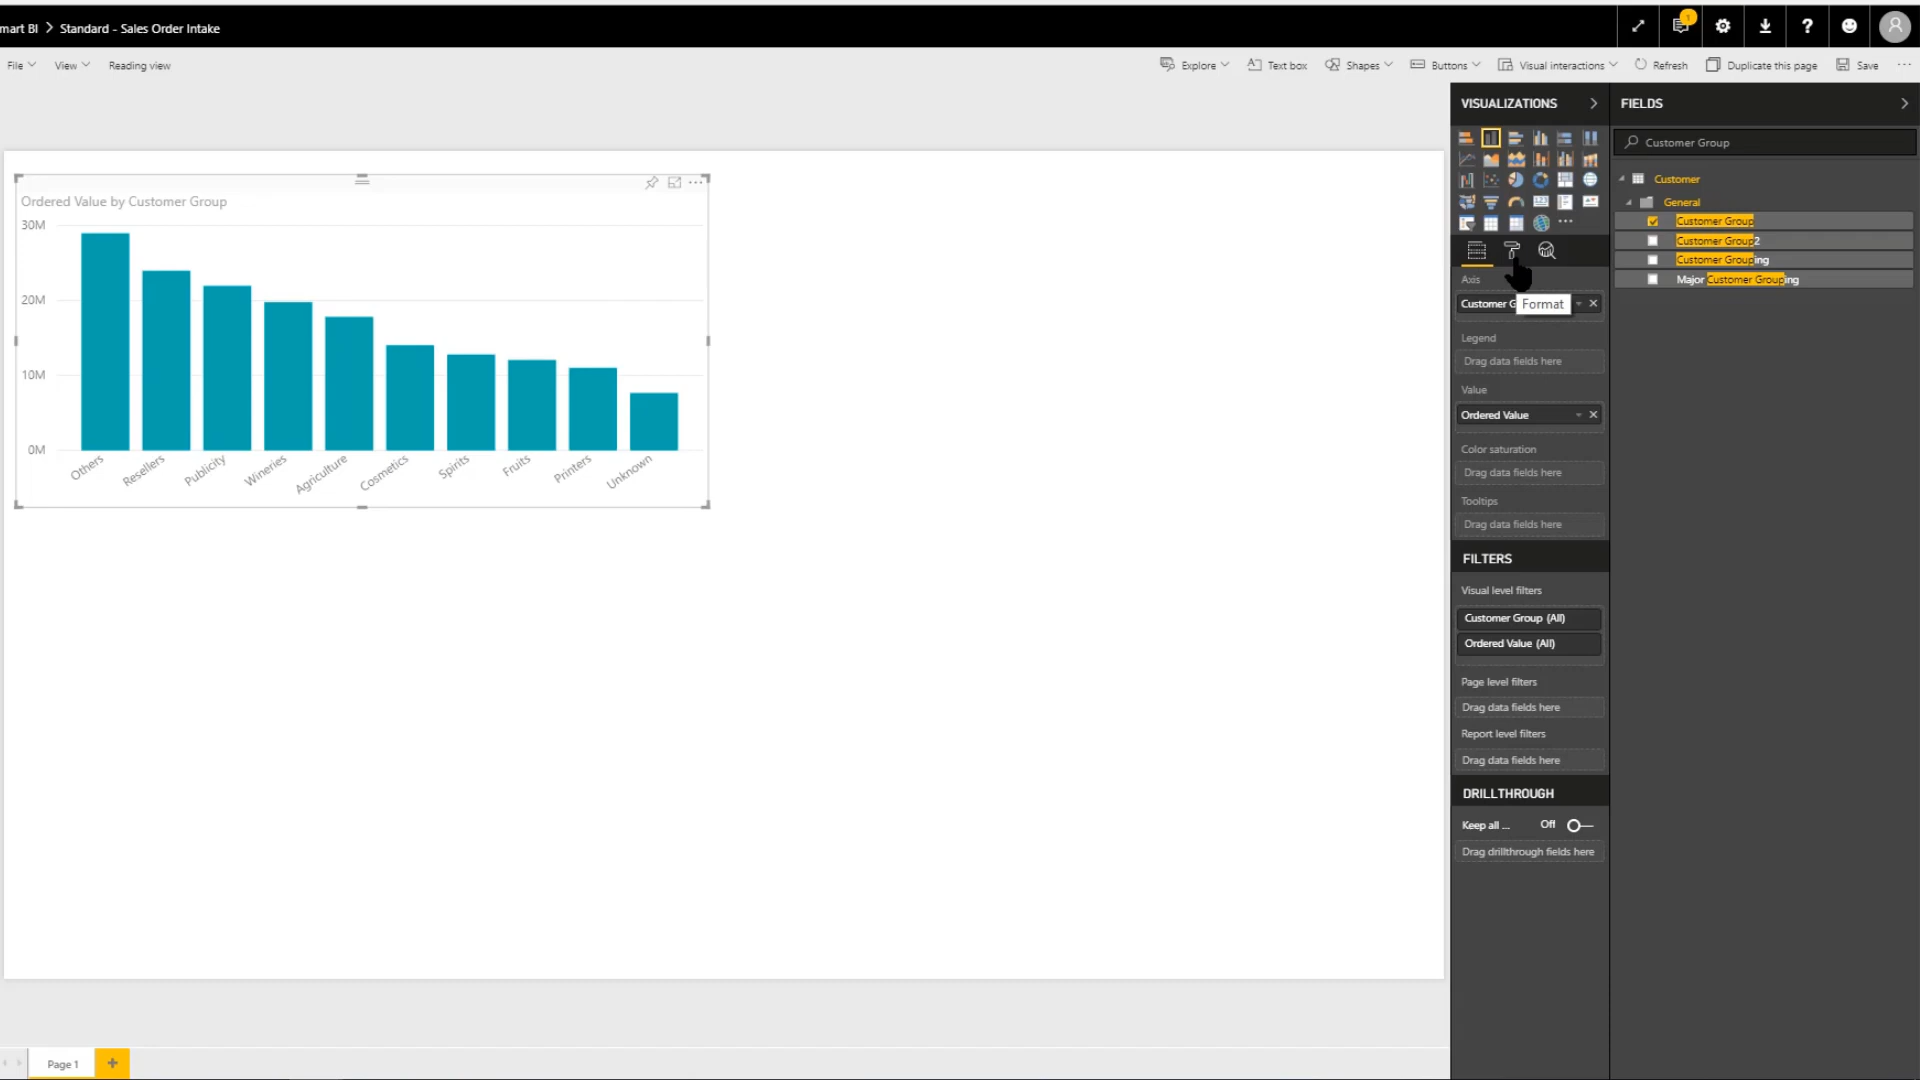 mart BI > Standard - Sales Order Intake
1
?
File View Reading view
Explore Text box Shapes Buttons Visual interactions Refresh Duplicate this page Save ...
Ordered Value by Customer Group
30M
20M
10M
0M
Others Resellers Publicity Wineries Agriculture Cosmetics Spirits Fruits Printers Unknown
VISUALIZATIONS
Axis
Customer G
Format
Legend
Drag data fields here
Value
Ordered Value
Color saturation
Drag data fields here
Tooltips
Drag data fields here
FILTERS
Visual level filters
Customer Group (All)
Ordered Value (All)
Page level filters
Drag data fields here
Report level filters
Drag data fields here
DRILLTHROUGH
Keep all ... Off
Drag drillthrough fields here
FIELDS
Customer Group
Customer
General
Customer Group
Customer Group2
Customer Grouping
Major Customer Grouping
Page 1
+